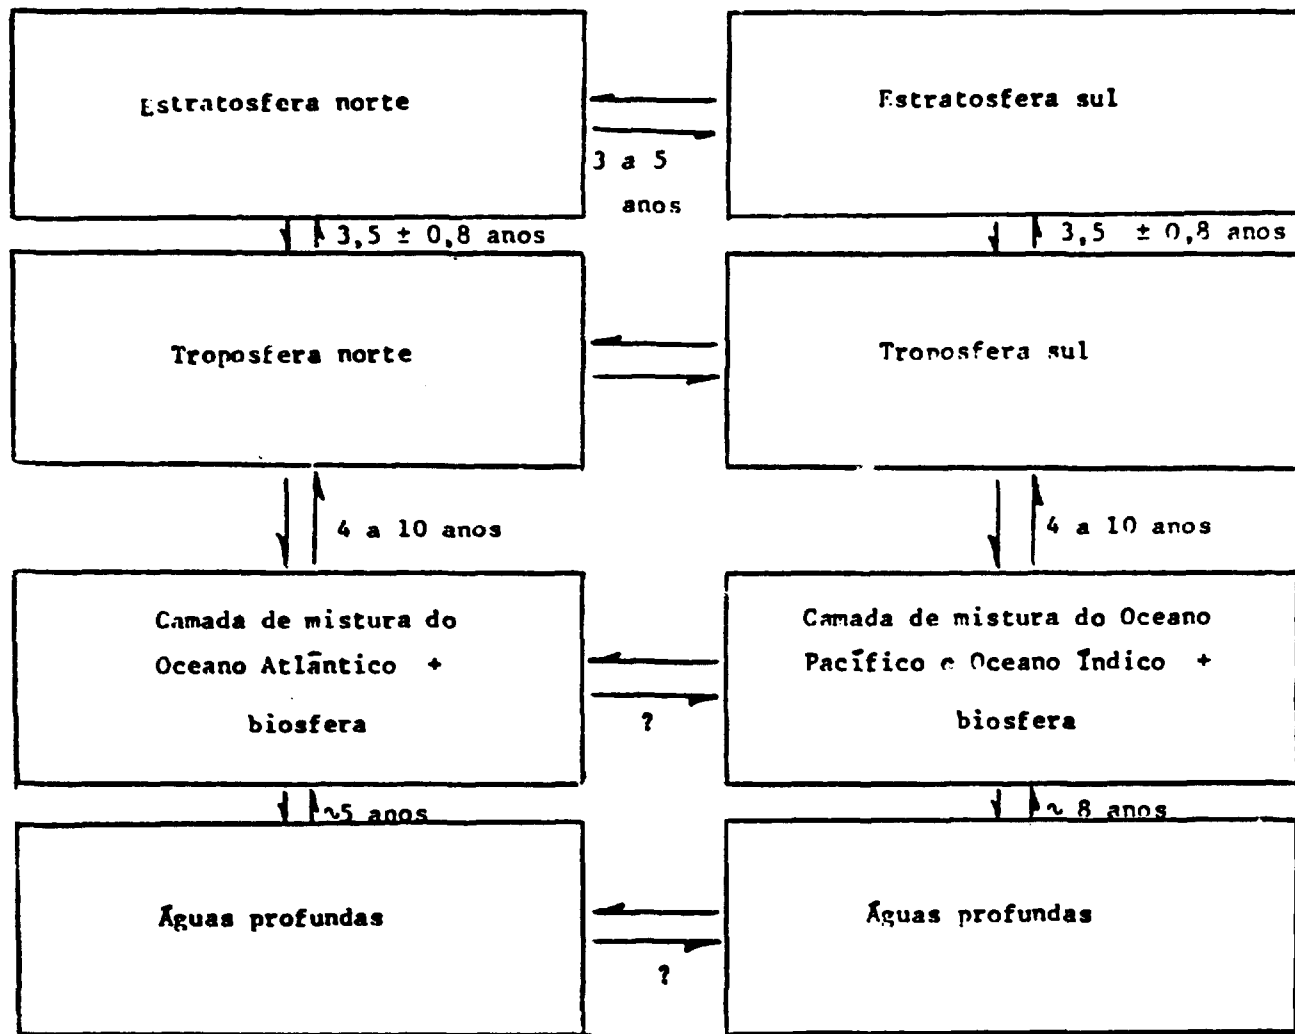 Estratosfera norte
Estratosfera sul
3 a 5
anos
3,5 ± 0,8 anos
3,5 ± 0,8 anos
Troposfera norte
Troposfera sul
4 a 10 anos
4 a 10 anos
Camada de mistura do
Oceano Atlântico +
biosfera
Camada de mistura do Oceano
Pacífico e Oceano Índico +
biosfera
?
~5 anos
~ 8 anos
Águas profundas
Águas profundas
?